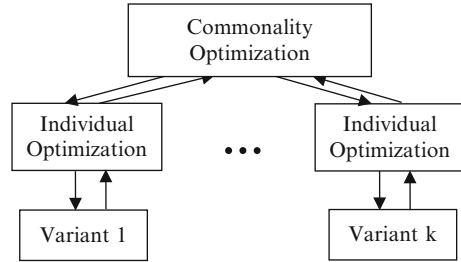 Commonality
Optimization
Individual
Optimization
...
Individual
Optimization
Variant 1
Variant k